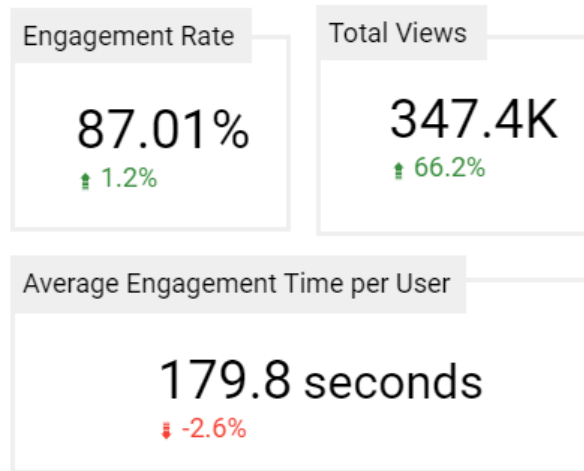 Engagement Rate
87.01%
1.2%
Total Views
347.4K
66.2%
Average Engagement Time per User
179.8 seconds
-2.6%